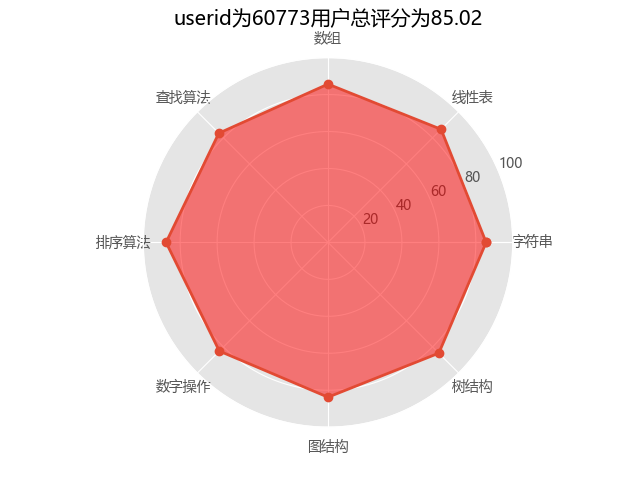 userid为60773用户总评分为85.02
数组
查找算法
线性表
100
80
60
40
20
排序算法
字符串
数字操作
树结构
图结构